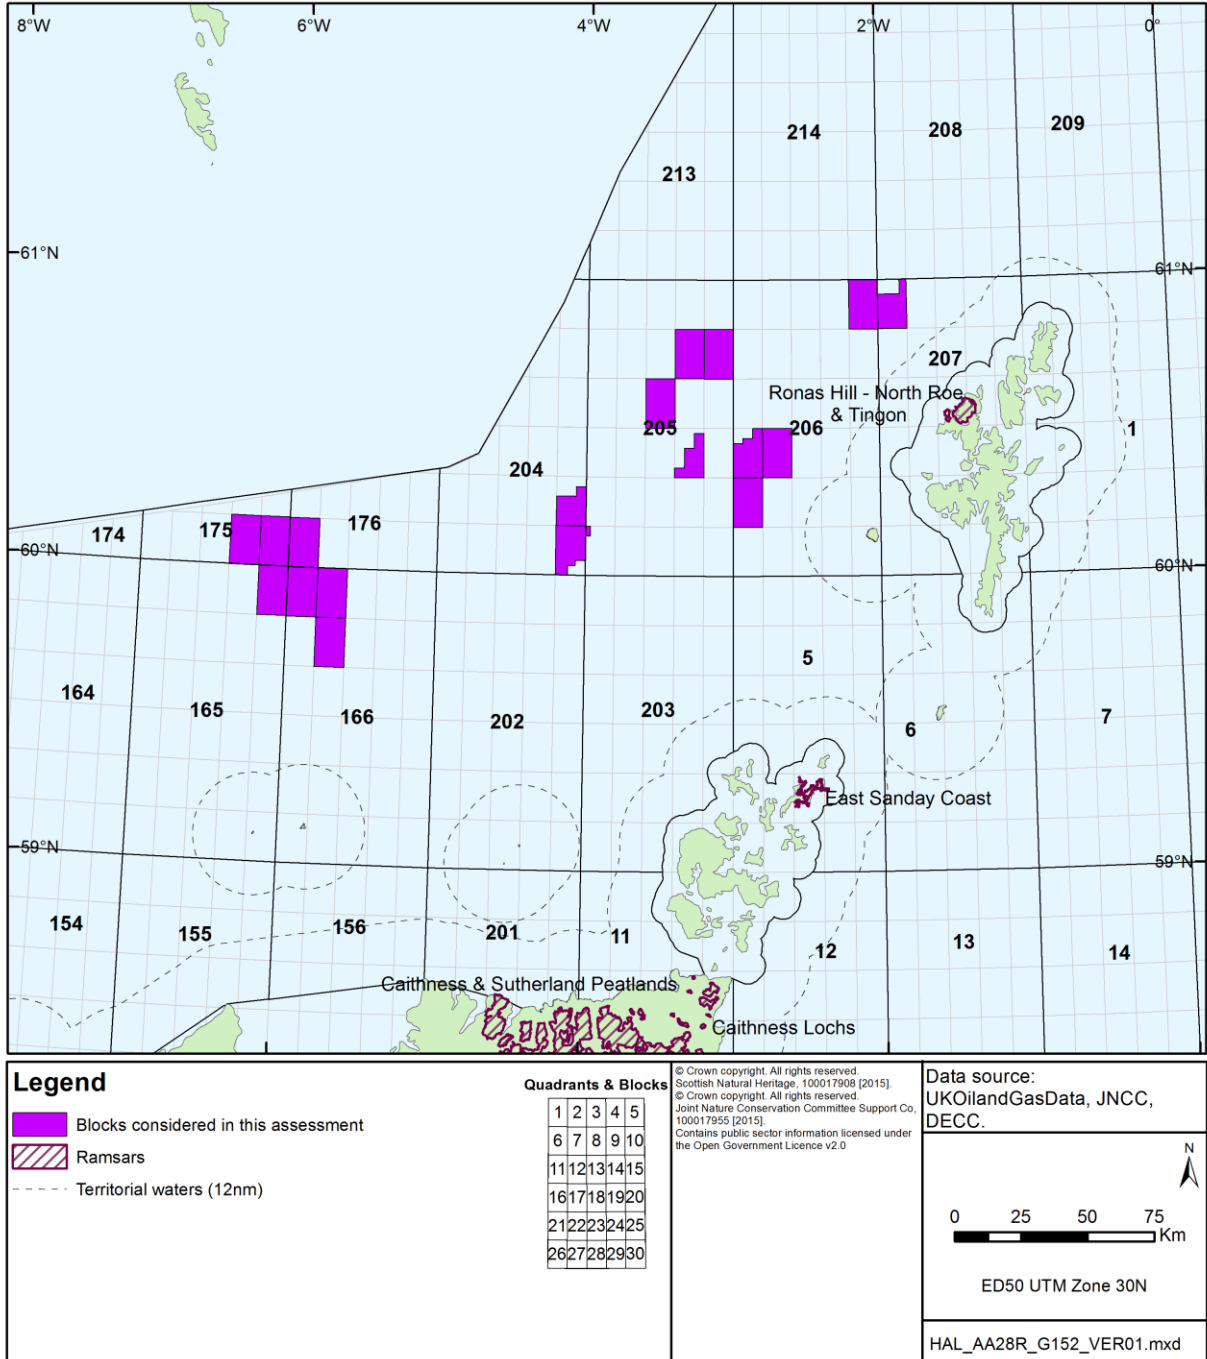 8°W 6°W 4°W 2°W 0°
209
214 208
213
61°N 61°N
207
Ronas Hill - North Roe
& Tingon
205 206 1
204
174 175 176
60°N 60°N
5
164 165 166 202 203 6 7
East Sanday Coast
59°N 59°N
154 155 156 201 11 12 13 14
Caithness & Sutherland Peatlands
Caithness Lochs
Legend
Blocks considered in this assessment
Ramsars
Territorial waters (12nm)
Quadrants & Blocks
1 2 3 4 5
6 7 8 9 10
11 12 13 14 15
16 17 18 19 20
21 22 23 24 25
26 27 28 29 30
© Crown copyright. All rights reserved.
Scottish Natural Heritage, 100017908 [2015].
© Crown copyright. All rights reserved.
Joint Nature Conservation Committee Support Co,
100017955 [2015].
Contains public sector information licensed under
the Open Government Licence v2.0
Data source:
UKOilandGasData, JNCC,
DECC.
N
0 25 50 75
Km
ED50 UTM Zone 30N
HAL_AA28R_G152_VER01.mxd